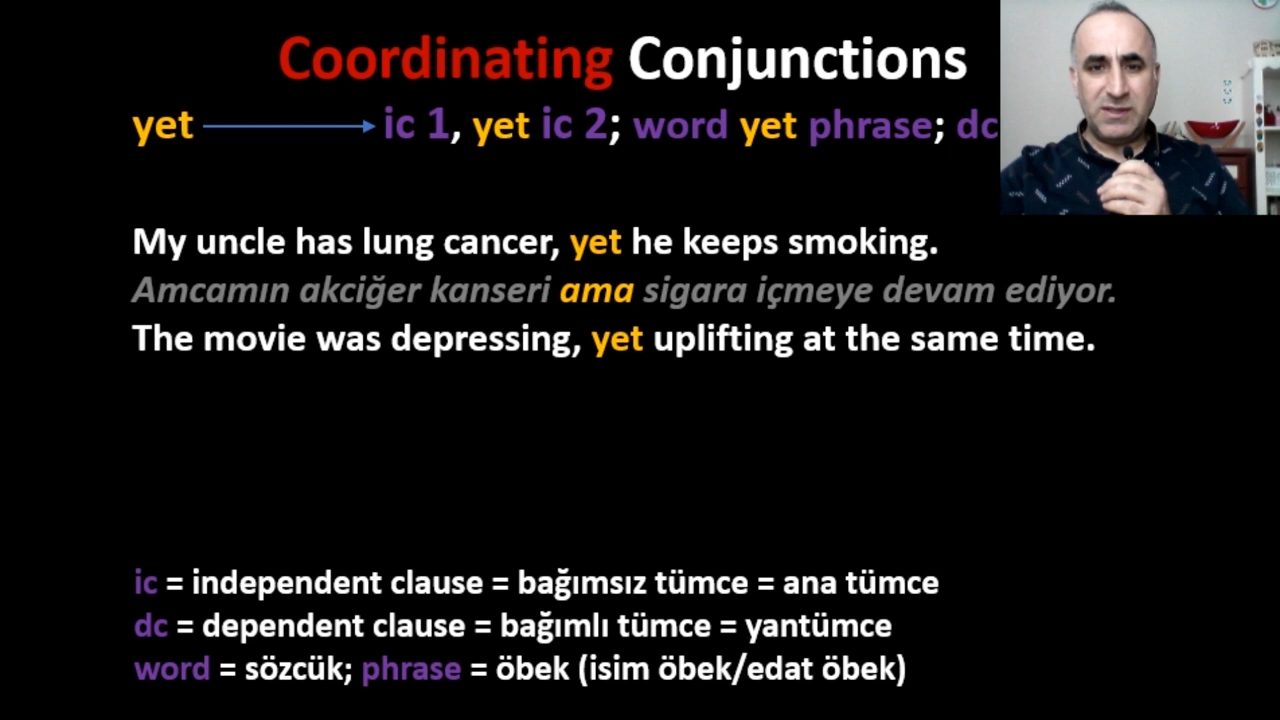 Coordinating Conjunctions
yet ic 1, yet ic 2; word yet phrase; dc
My uncle has lung cancer, yet he keeps smoking.
Amcamın akciğer kanseri ama sigara içmeye devam ediyor.
The movie was depressing, yet uplifting at the same time.
ic = independent clause = bağımsız tümce = ana tümce
dc = dependent clause = bağımlı tümce = yantümce
word = sözcük; phrase = öbek (isim öbek/edat öbek)